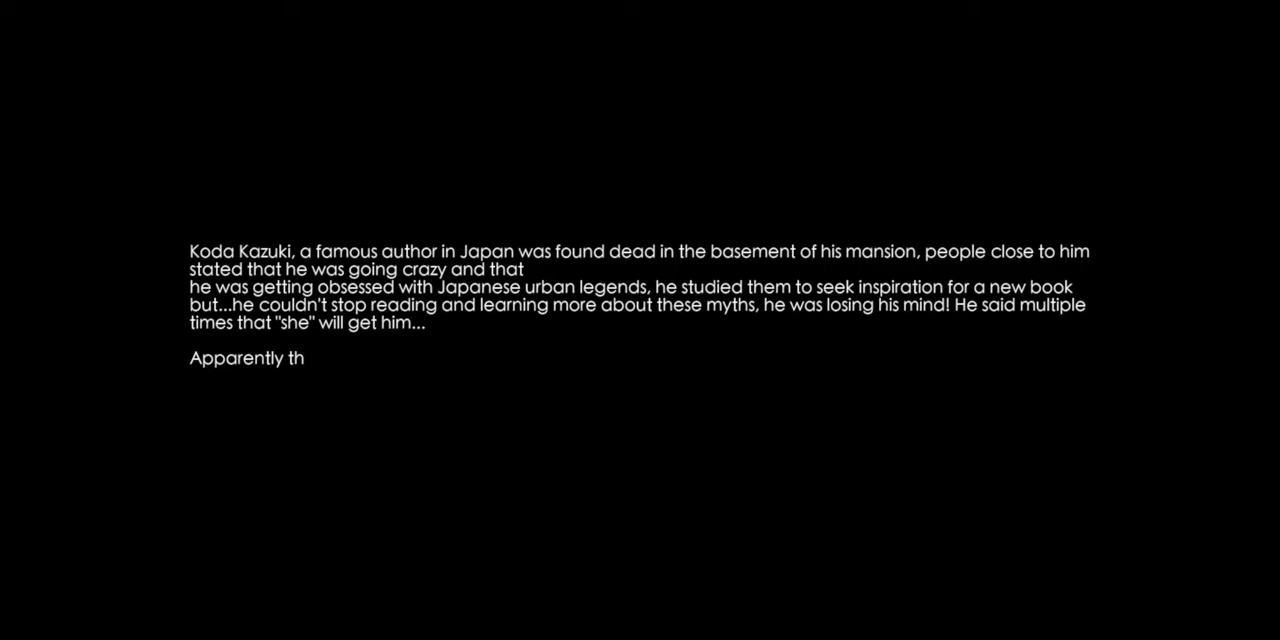 Koda Kazuki, a famous author in Japan was found dead in the basement of his mansion, people close to him
stated that he was going crazy and that
he was getting obsessed with Japanese urban legends, he studied them to seek inspiration for a new book
but...he couldn't stop reading and learning more about these myths, he was losing his mind! He said multiple
times that "she" will get him...
Apparently th